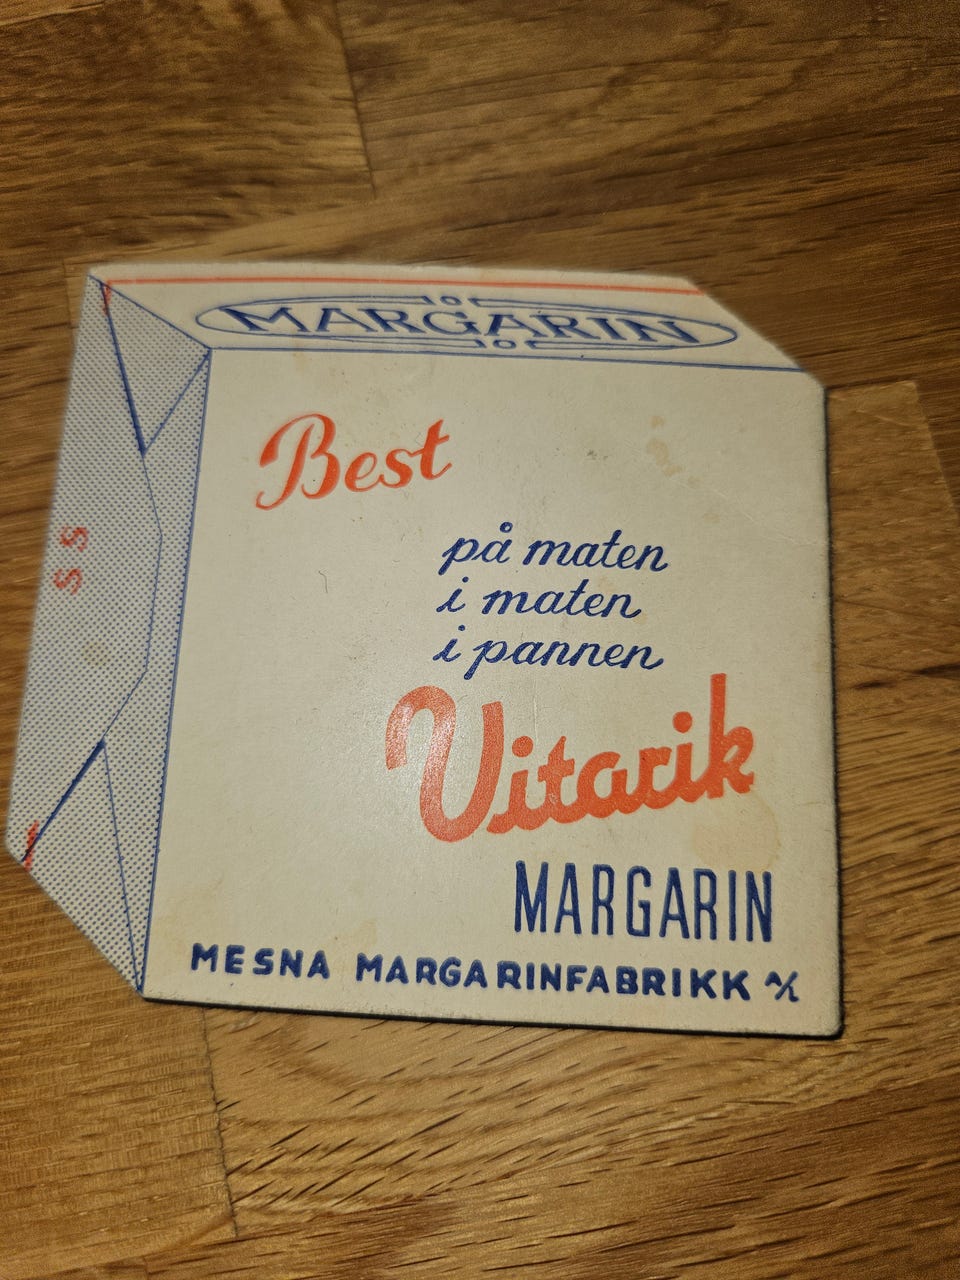 MARGARIN
Best
på maten
i maten
i pannen
Vitarik
MARGARIN
MESNA MARGARINFABRIKK A/L
S S